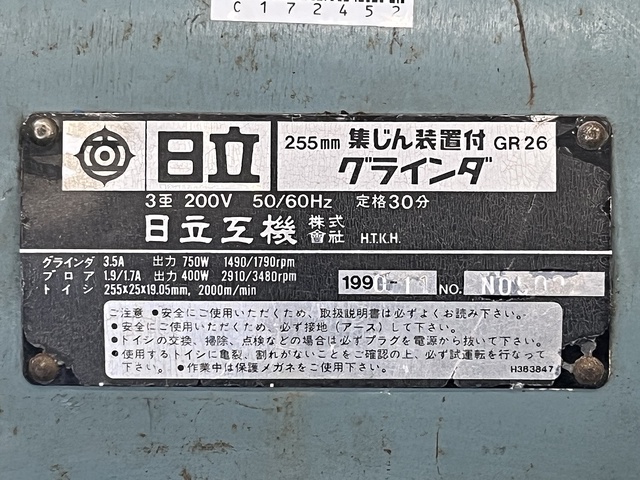 C172452
日立
255mm 集じん装置付 GR26
グラインダ
3亜 200V 50/60Hz 定格30分
日立工機 株式會社 H.T.K.H.
グラインダ 3.5A 出力 750W 1490/1790rpm
ブロア 1.9/1.7A 出力 400W 2910/3480rpm
トイシ 255×25×19.05mm, 2000m/min
199 NO.
ご注意 ●安全にご使用いただくため、取扱説明書は必ずよくお読み下さい。
●安全にご使用いただくため、必ず接地(アース)して下さい。
●トイシの交換、掃除、点検などの場合は必ずプラグを電源から抜いて下さい。
●使用するトイシに亀裂、割れがないことをご確認の上、必ず試運転を行なって
下さい。 ●作業中は保護メガネをご使用下さい。
H383847